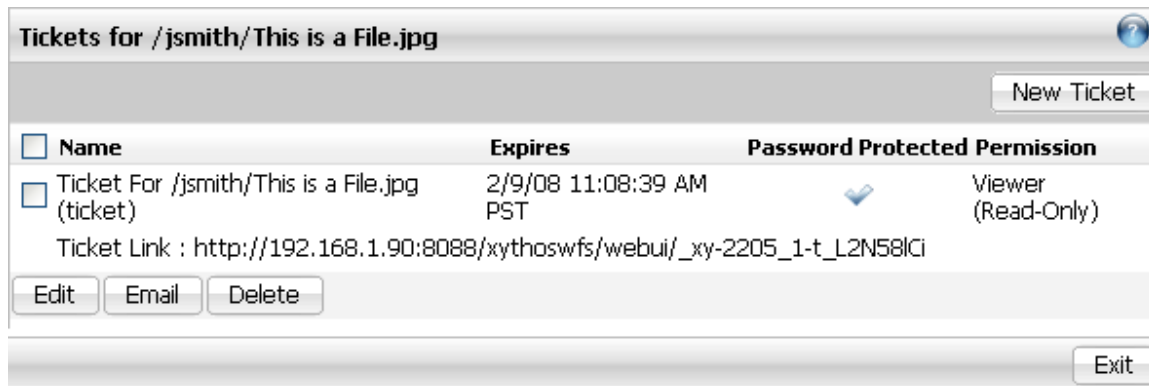 Tickets for /jsmith/This is a File.jpg
?
New Ticket
Name Expires Password Protected Permission
Ticket For /jsmith/This is a File.jpg 2/9/08 11:08:39 AM Viewer
(ticket) PST (Read-Only)
Ticket Link : http://192.168.1.90:8088/xythoswfs/webui/_xy-2205_1-t_L2N58lCi
Edit Email Delete
Exit